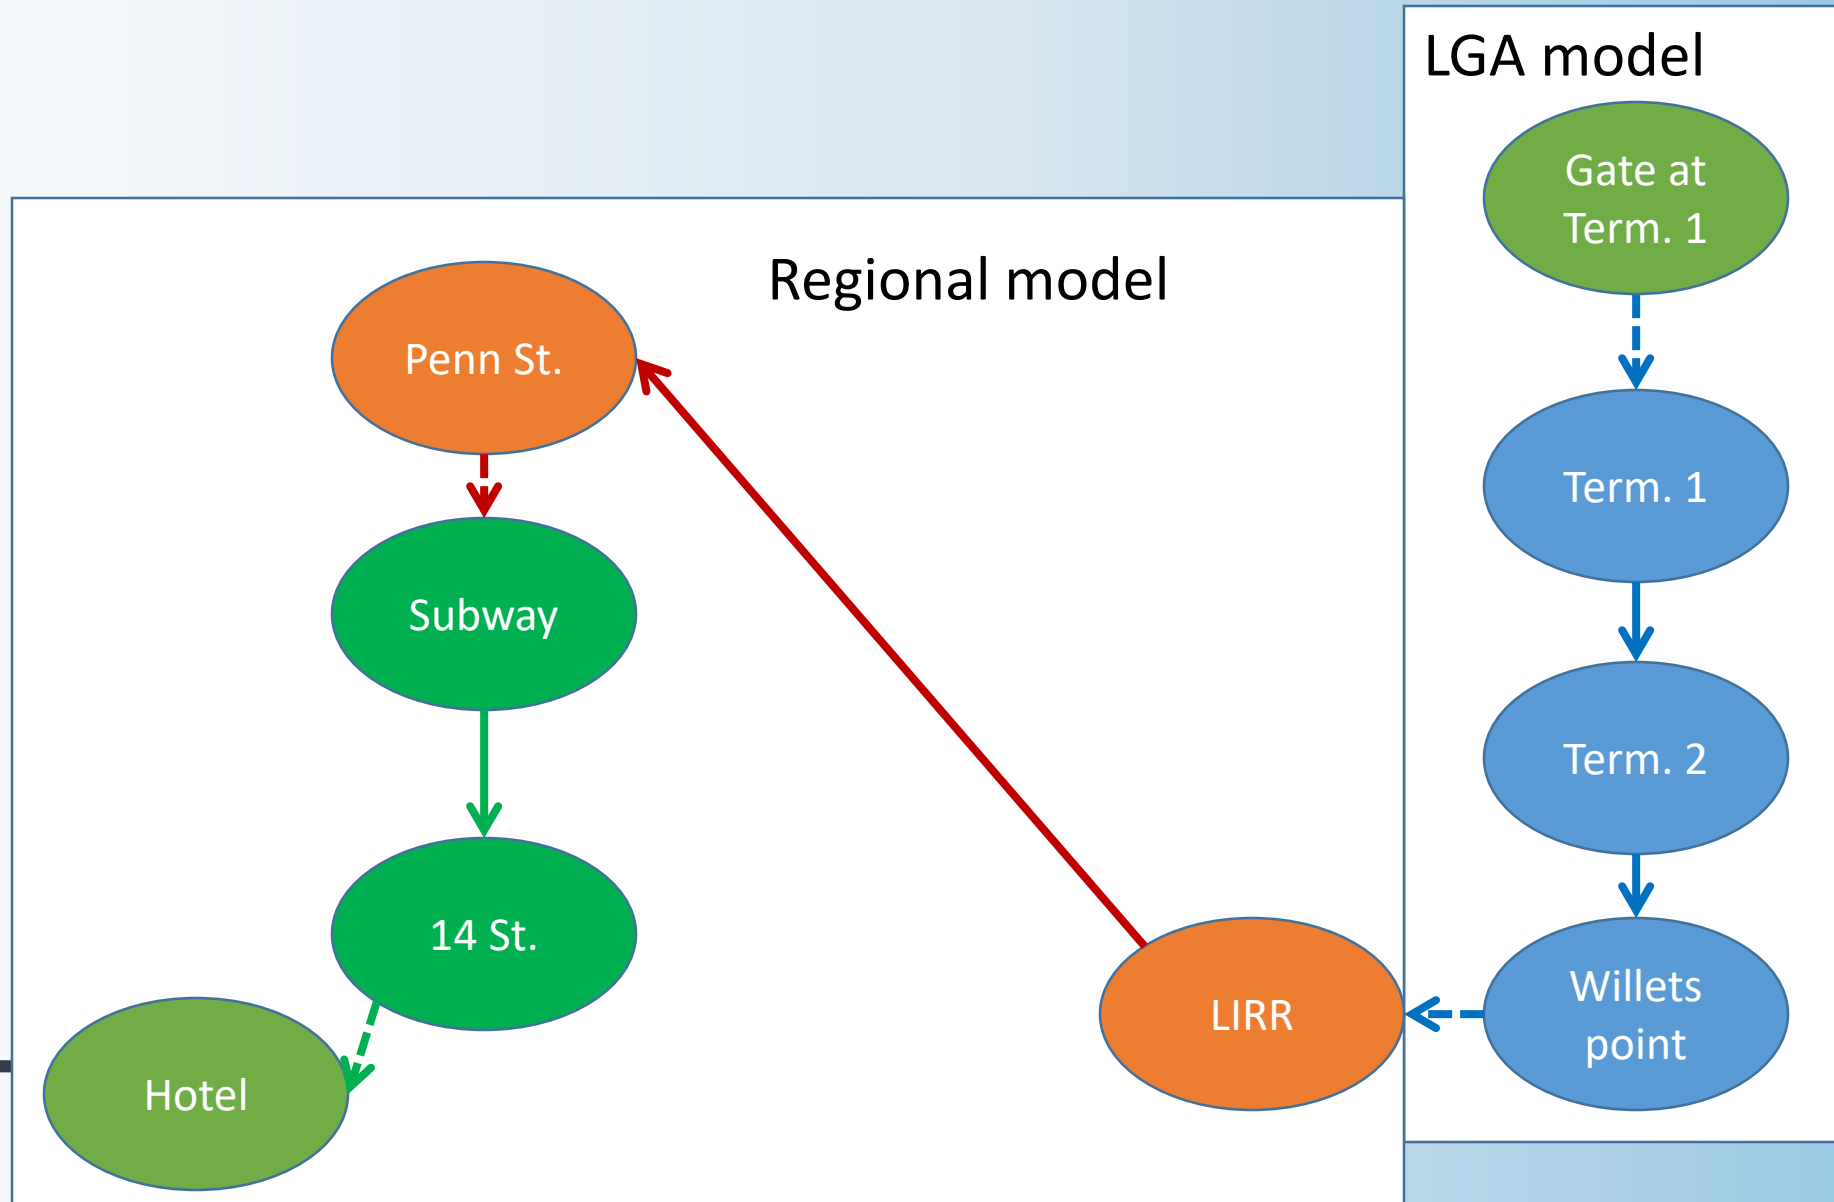 LGA model
Gate at
Term. 1
Regional model
Penn St.
Term. 1
Subway
Term. 2
14 St.
LIRR
Willets
point
Hotel